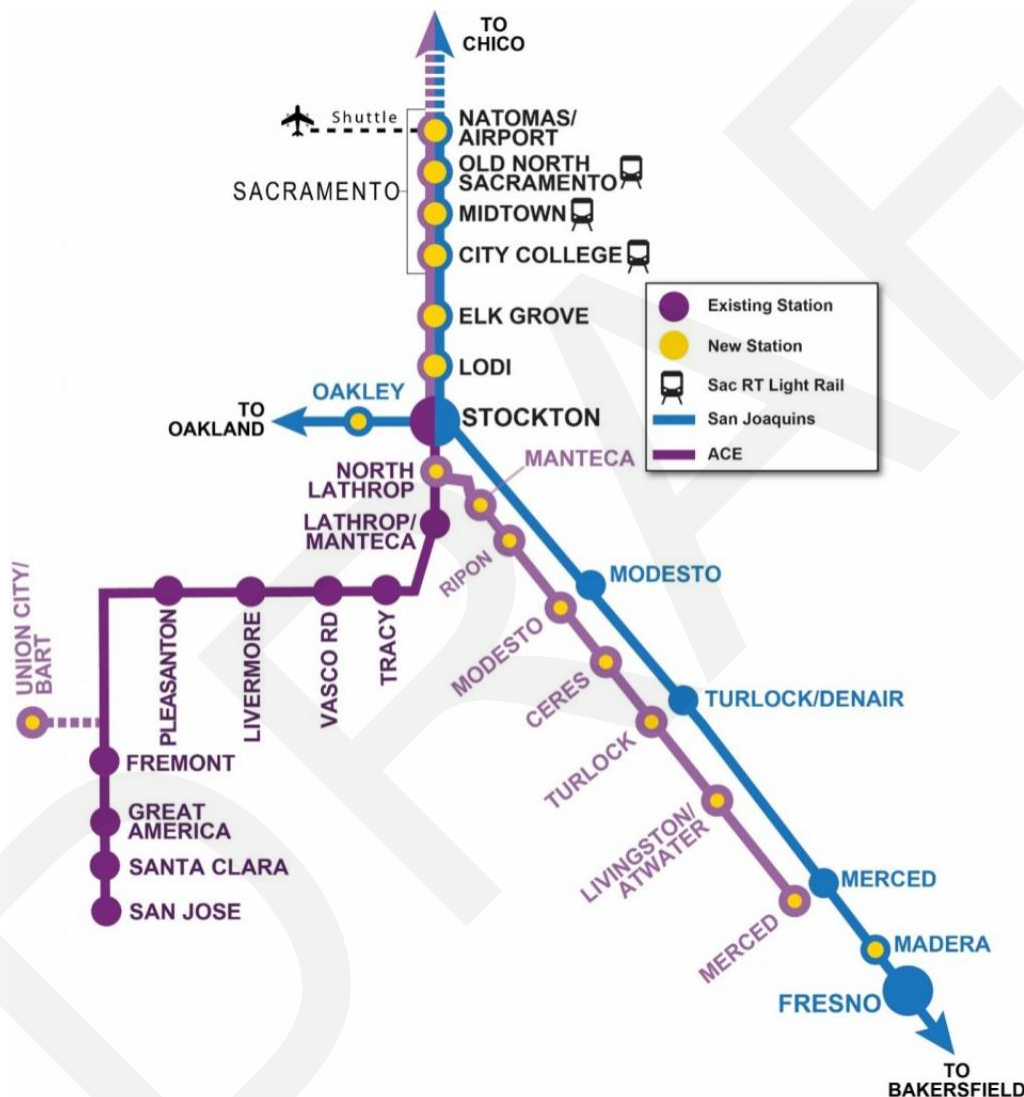 TO
CHICO
Shuttle
NATOMAS/
AIRPORT
OLD NORTH
SACRAMENTO
SACRAMENTO
MIDTOWN
CITY COLLEGE
ELK GROVE
LODI
Existing Station
New Station
Sac RT Light Rail
San Joaquins
ACE
OAKLEY
TO
OAKLAND
STOCKTON
MANTECA
NORTH
LATHROP
LATHROP/
MANTECA
RIPON
MODESTO
MODESTO
CERES
TURLOCK/DENAIR
TURLOCK
LIVINGSTON/
ATWATER
MERCED
MERCED
MADERA
FRESNO
TO
BAKERSFIELD
UNION CITY/
BART
PLEASANTON
LIVERMORE
VASCO RD
TRACY
FREMONT
GREAT
AMERICA
SANTA CLARA
SAN JOSE
DRAF